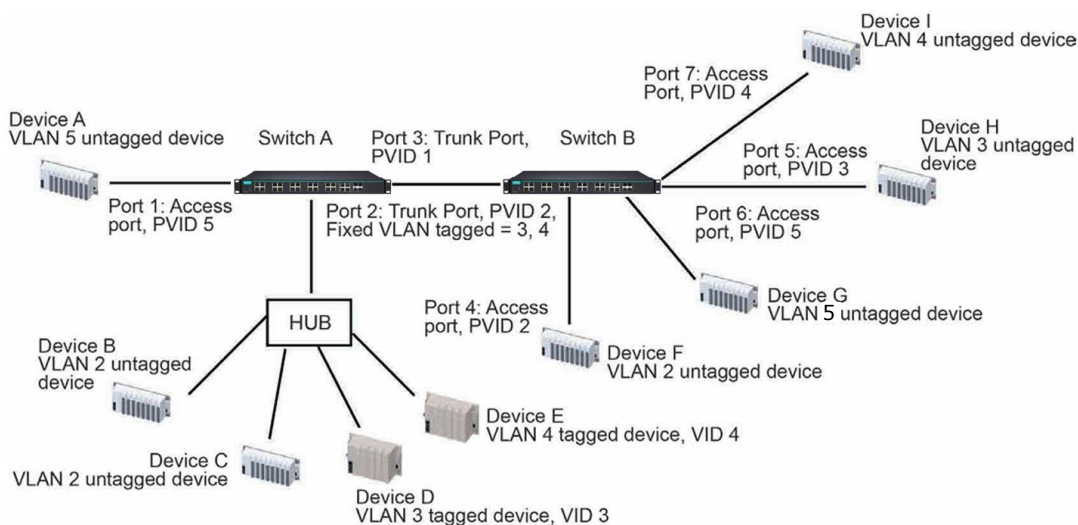 Device I
VLAN 4 untagged device
Port 7: Access
Port, PVID 4
Device A
VLAN 5 untagged device
Switch A
Port 3: Trunk Port,
PVID 1
Switch B
Device H
VLAN 3 untagged
device
Port 5: Access
port, PVID 3
Port 1: Access
port, PVID 5
Port 2: Trunk Port, PVID 2,
Fixed VLAN tagged = 3, 4
Port 6: Access
port, PVID 5
Device G
VLAN 5 untagged device
Port 4: Access
port, PVID 2
HUB
Device B
VLAN 2 untagged
device
Device F
VLAN 2 untagged device
Device E
VLAN 4 tagged device, VID 4
Device C
VLAN 2 untagged device
Device D
VLAN 3 tagged device, VID 3